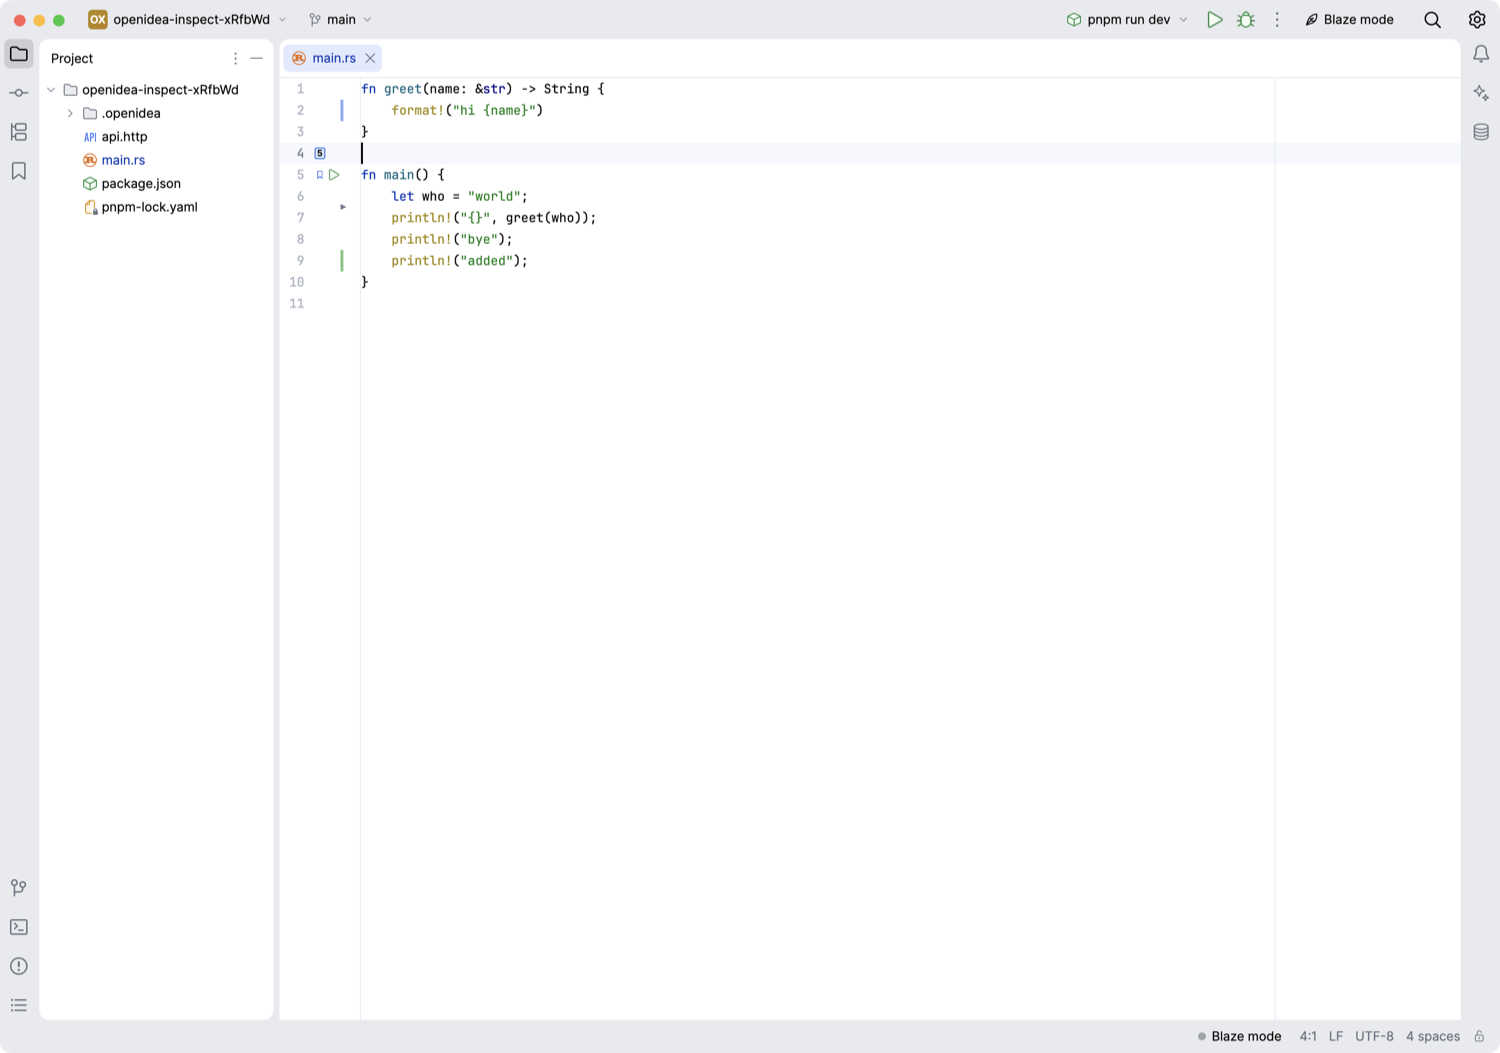 OX openidea-inspect-xRfbWd main pnpm run dev Blaze mode
Project
main.rs
openidea-inspect-xRfbWd
.openidea
API api.http
main.rs
package.json
pnpm-lock.yaml
1 fn greet(name: &str) -> String {
2 format!("hi {name}")
3 }
4 5
5 fn main() {
6 let who = "world";
7 println!("{}", greet(who));
8 println!("bye");
9 println!("added");
10 }
11
Blaze mode 4:1 LF UTF-8 4 spaces